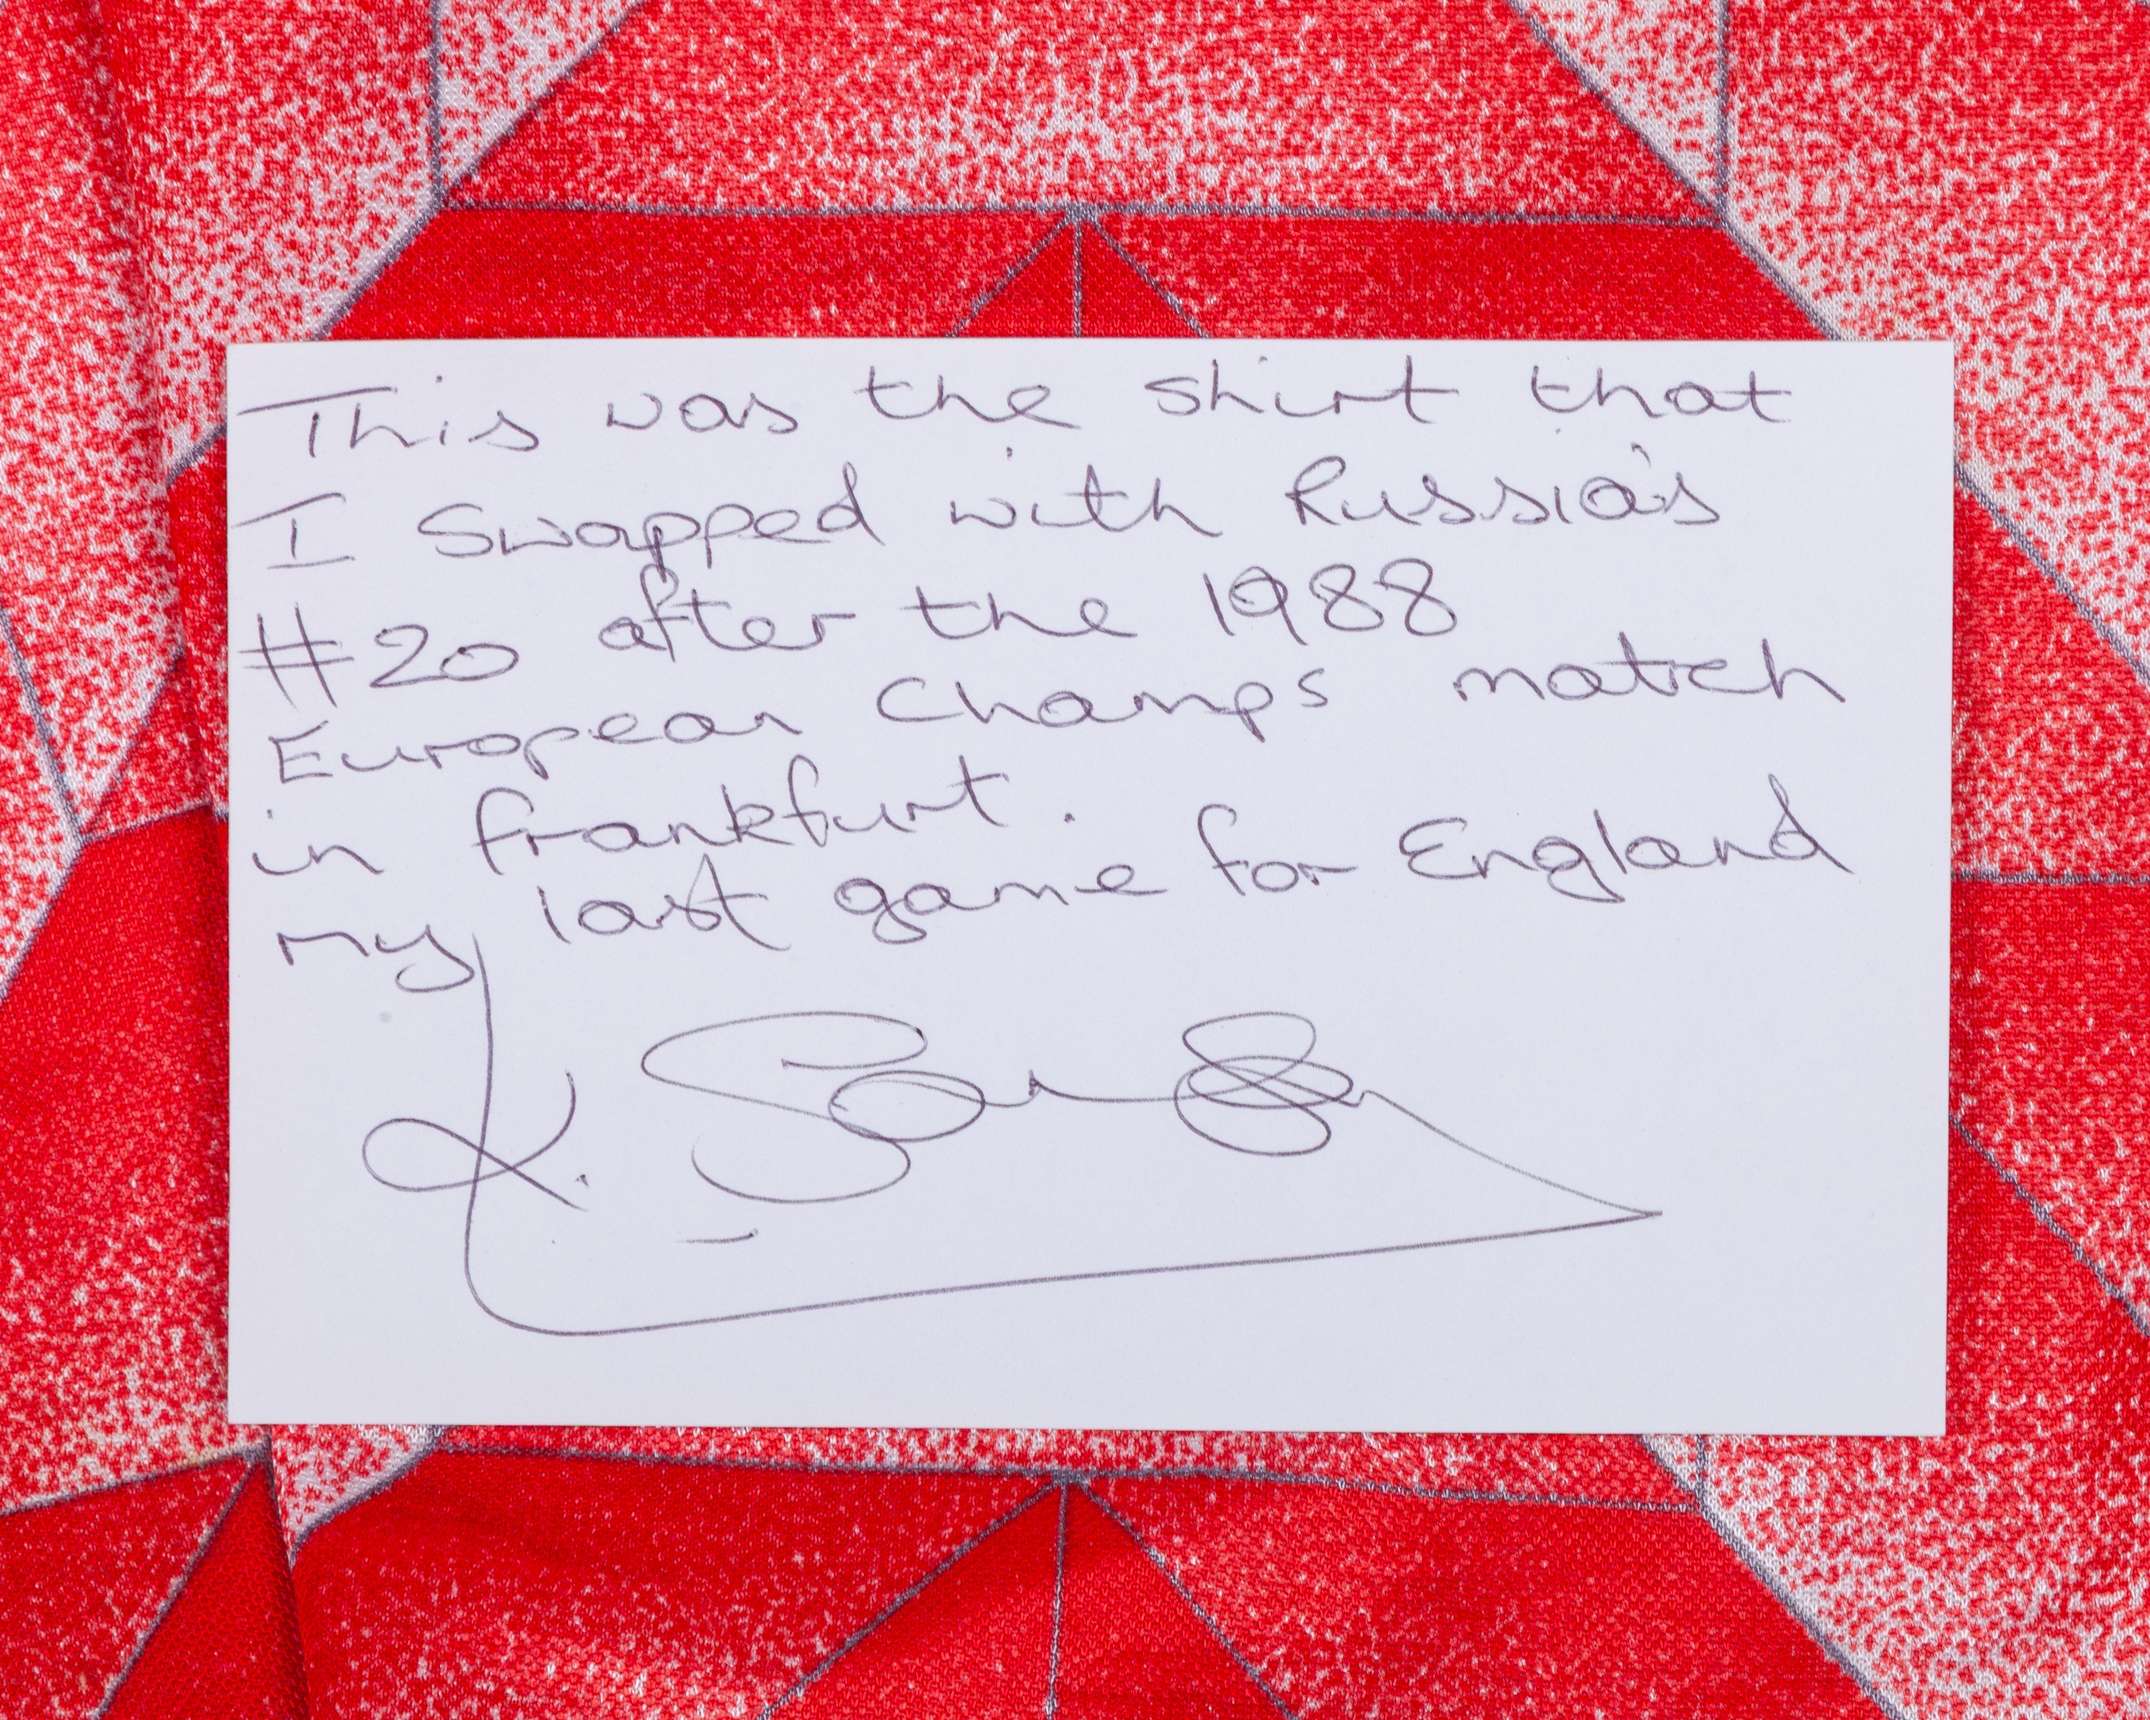 This was the shirt that
I swapped with Russia's
#20 after the 1988
European Champs match
in frankfurt.
my last game for England
K. Sansom